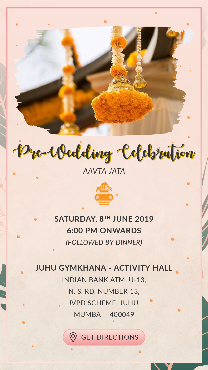 Pre-Wedding Celebration
AAVTA JATA
SATURDAY, 8TH JUNE 2019
6:00 PM ONWARDS
(FOLLOWED BY DINNER)
JUHU GYMKHANA - ACTIVITY HALL
INDIAN BANK ATM, U-13,
N. S. RD. NUMBER 13,
JVPD SCHEME, JUHU,
MUMBAI - 400049
GET DIRECTIONS